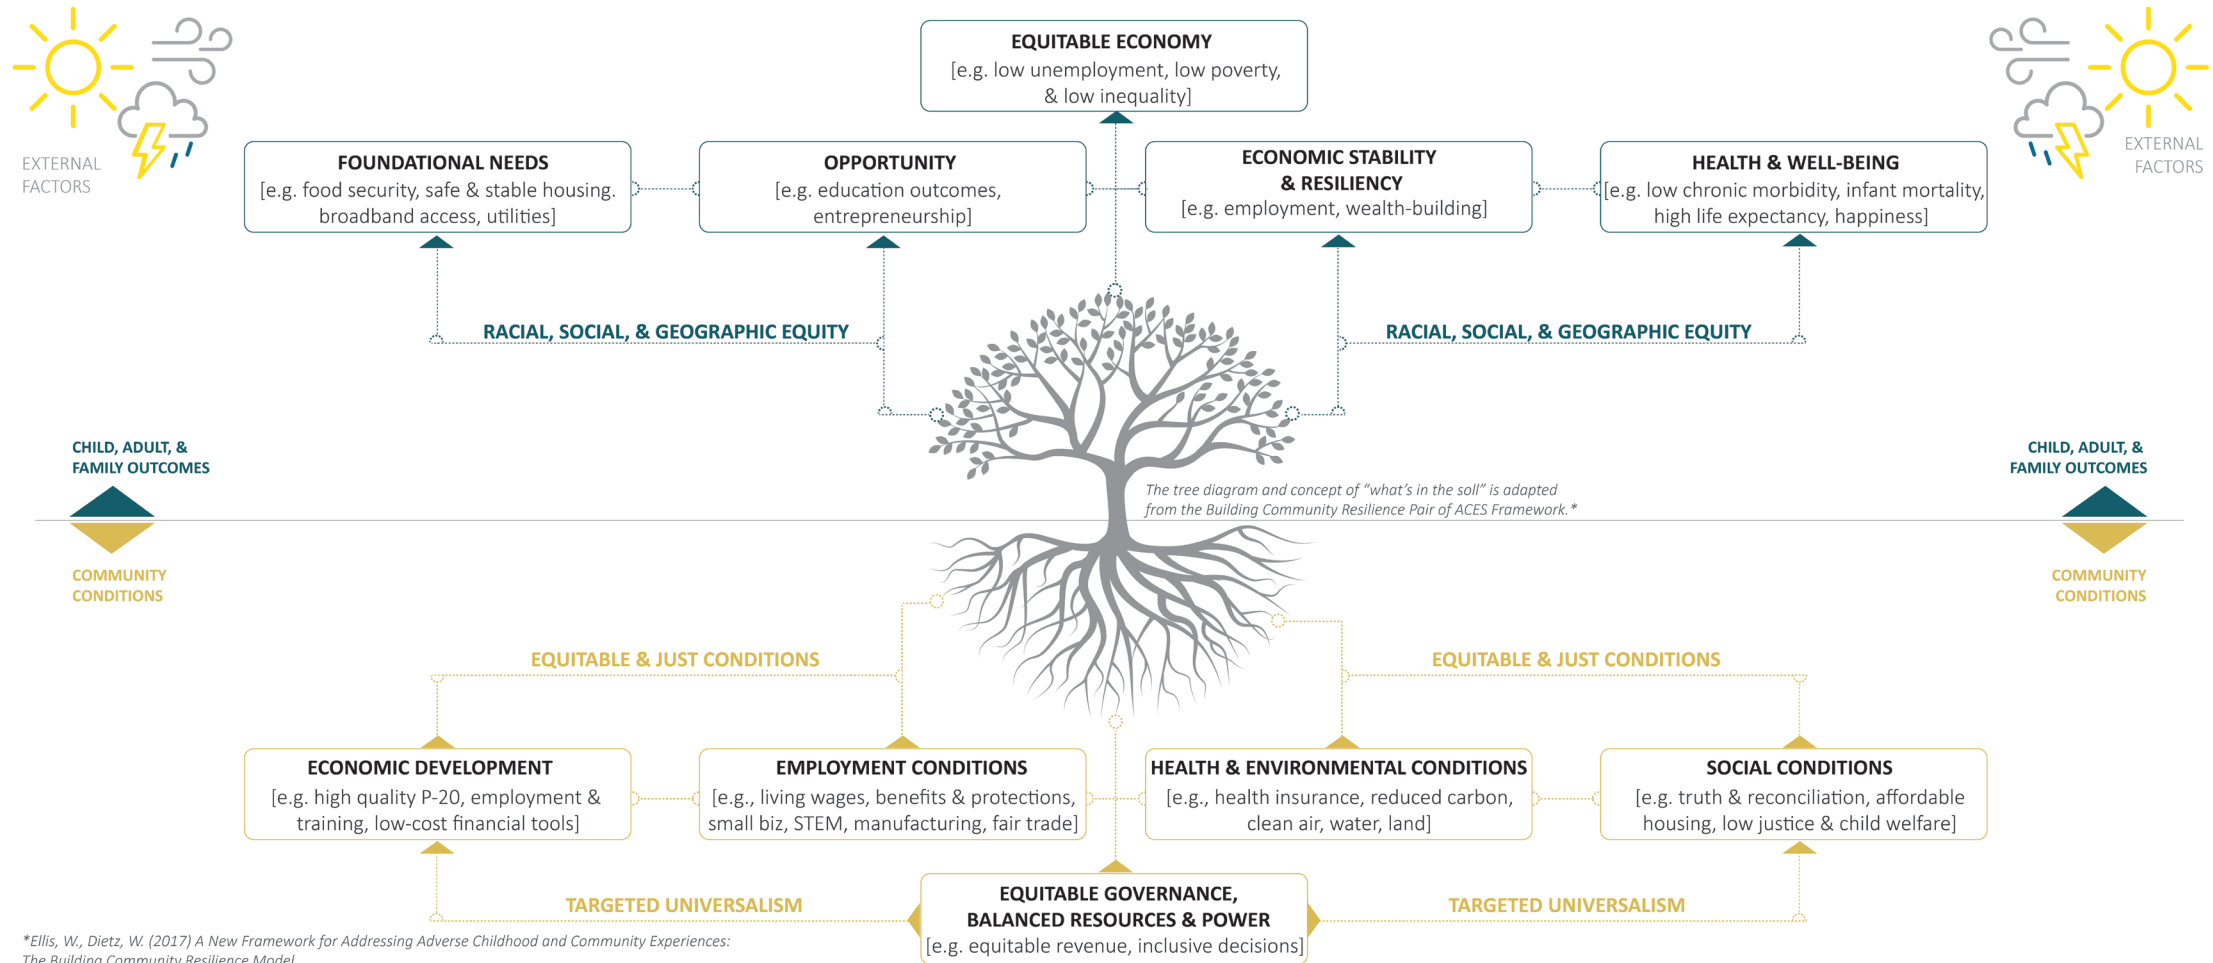 EQUITABLE ECONOMY
[e.g. low unemployment, low poverty,
& low inequality]
EXTERNAL
FACTORS
FOUNDATIONAL NEEDS
[e.g. food security, safe & stable housing.
broadband access, utilities]
OPPORTUNITY
[e.g. education outcomes,
entrepreneurship]
ECONOMIC STABILITY
& RESILIENCY
[e.g. employment, wealth-building]
HEALTH & WELL-BEING
[e.g. low chronic morbidity, infant mortality,
high life expectancy, happiness]
EXTERNAL
FACTORS
RACIAL, SOCIAL, & GEOGRAPHIC EQUITY
RACIAL, SOCIAL, & GEOGRAPHIC EQUITY
CHILD, ADULT, &
FAMILY OUTCOMES
CHILD, ADULT, &
FAMILY OUTCOMES
The tree diagram and concept of “what’s in the soll” is adapted
from the Building Community Resilience Pair of ACES Framework.*
COMMUNITY
CONDITIONS
COMMUNITY
CONDITIONS
EQUITABLE & JUST CONDITIONS
EQUITABLE & JUST CONDITIONS
ECONOMIC DEVELOPMENT
[e.g. high quality P-20, employment &
training, low-cost financial tools]
EMPLOYMENT CONDITIONS
[e.g., living wages, benefits & protections,
small biz, STEM, manufacturing, fair trade]
HEALTH & ENVIRONMENTAL CONDITIONS
[e.g., health insurance, reduced carbon,
clean air, water, land]
SOCIAL CONDITIONS
[e.g. truth & reconciliation, affordable
housing, low justice & child welfare]
TARGETED UNIVERSALISM
EQUITABLE GOVERNANCE,
BALANCED RESOURCES & POWER
[e.g. equitable revenue, inclusive decisions]
TARGETED UNIVERSALISM
*Ellis, W., Dietz, W. (2017) A New Framework for Addressing Adverse Childhood and Community Experiences:
The Building Community Resilience Model